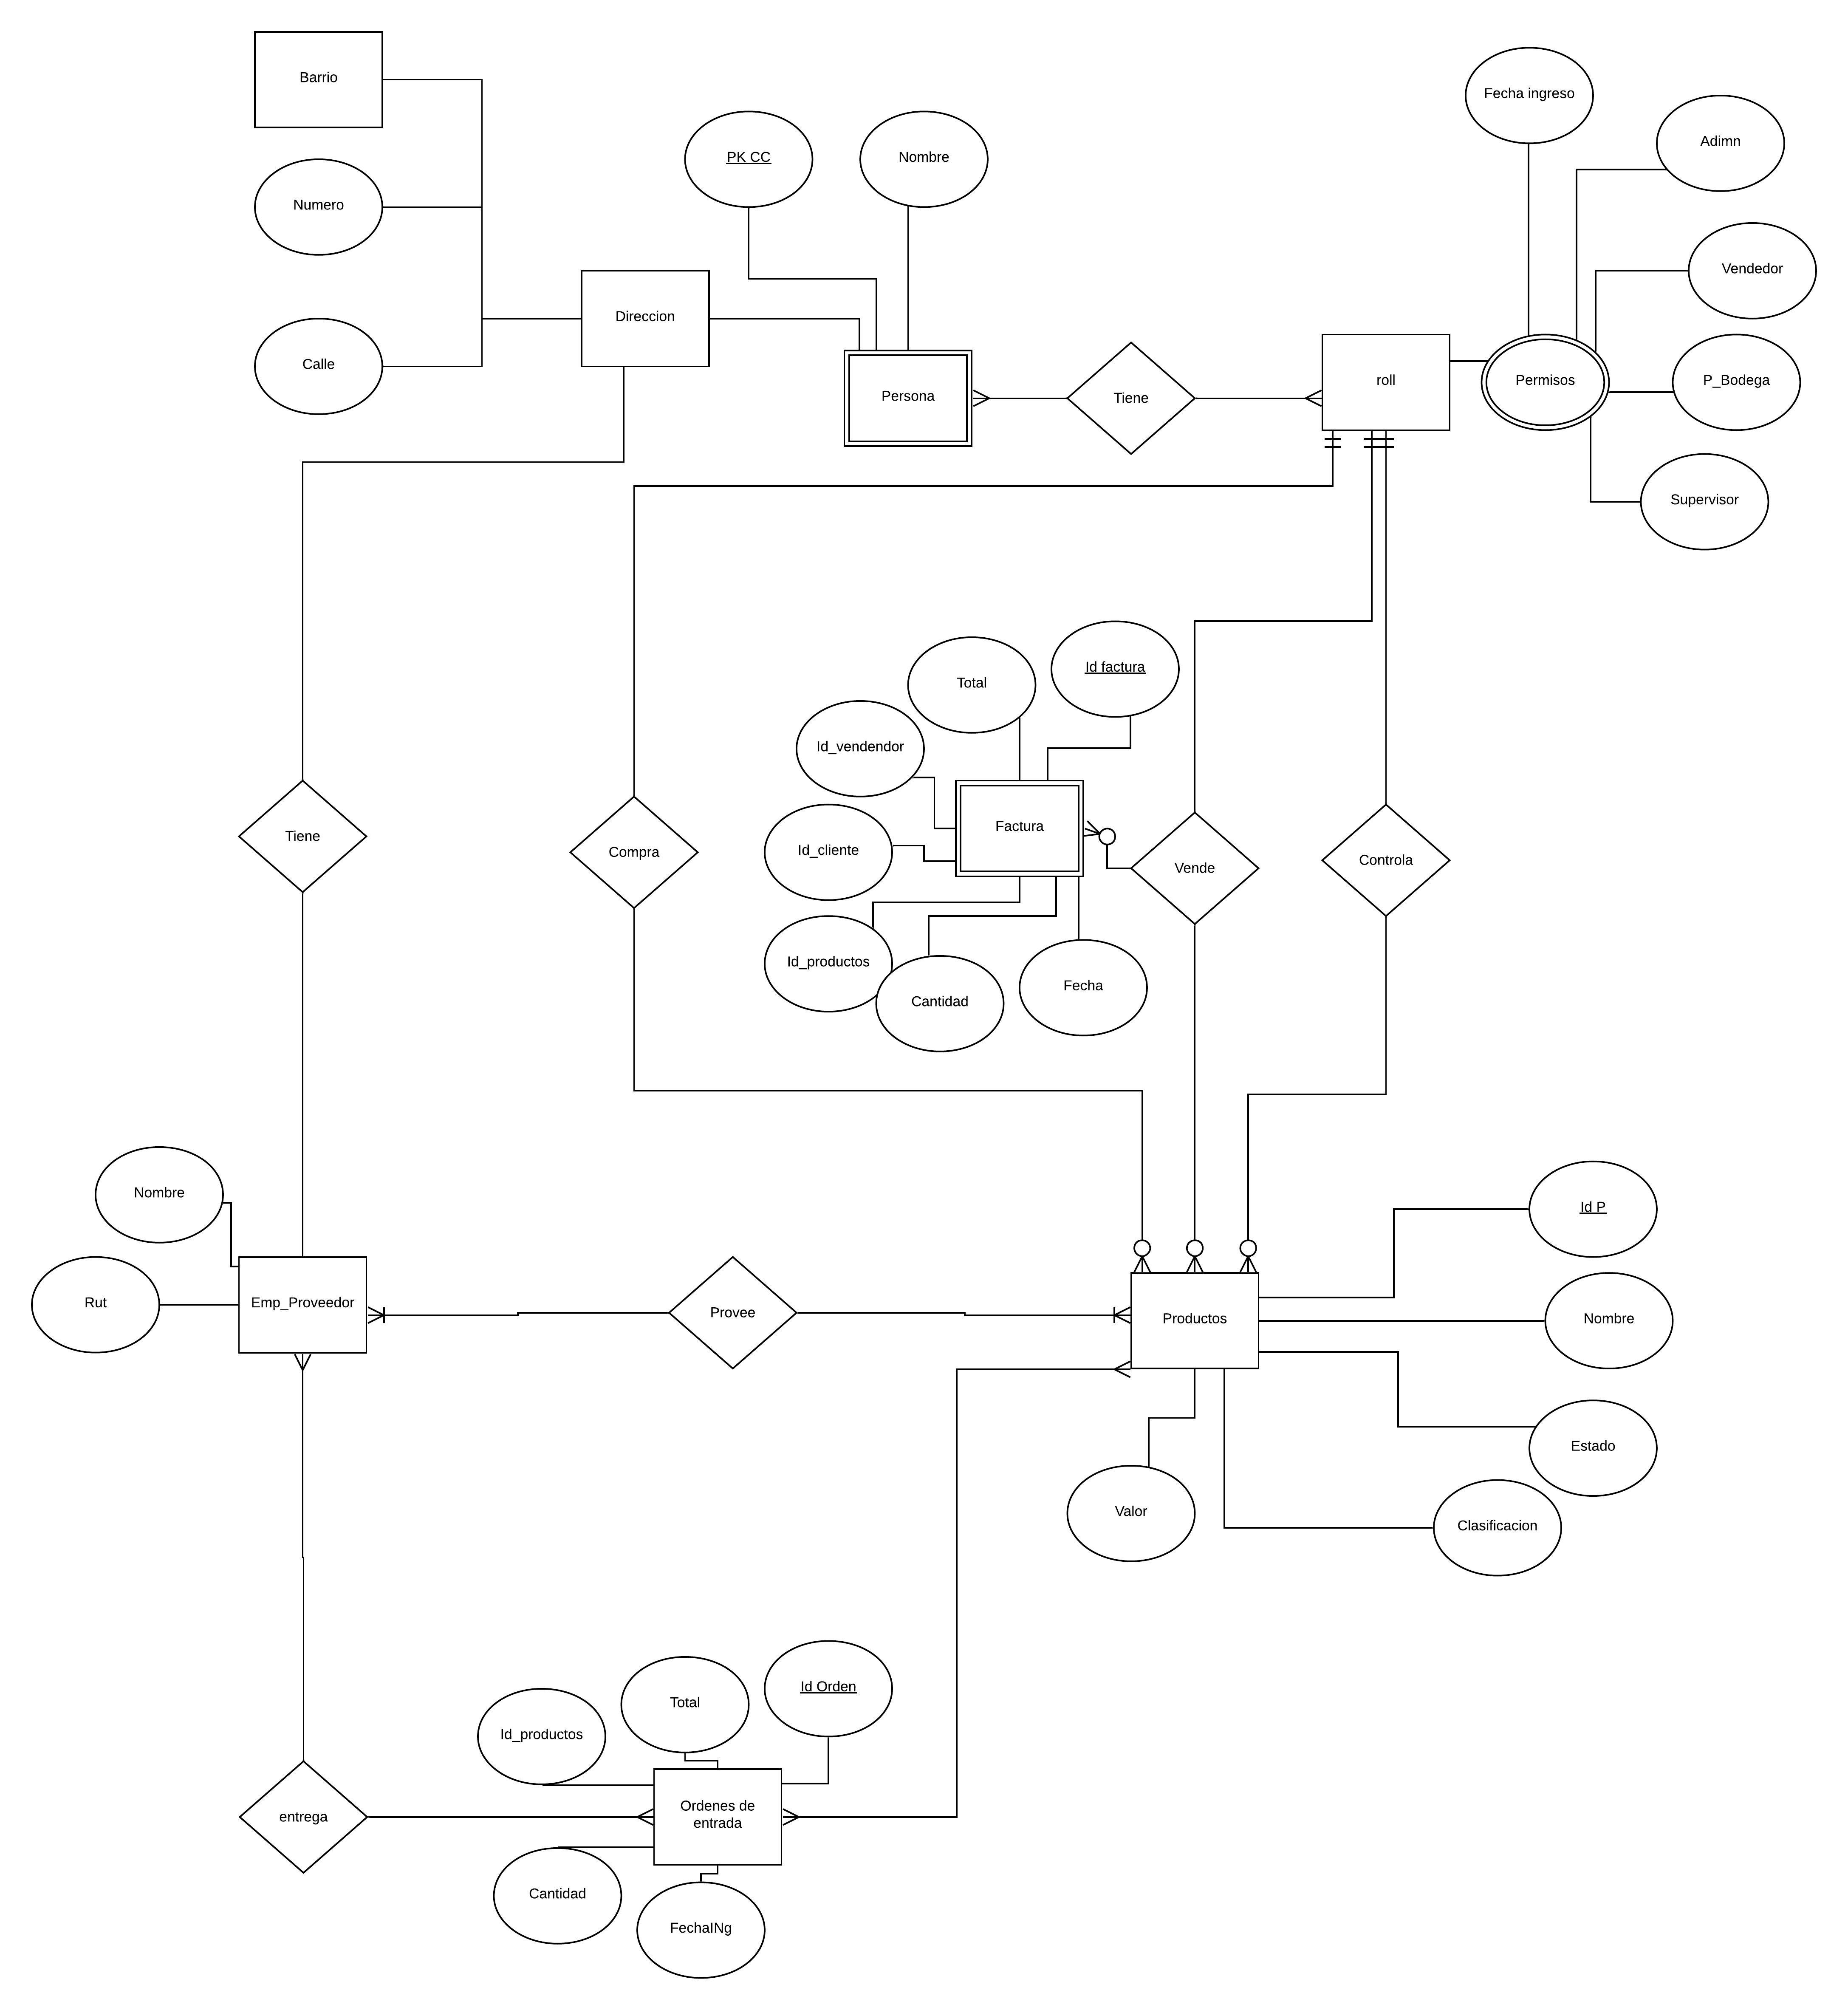 Barrio
Fecha ingreso
Adimn
PK CC
Nombre
Numero
Vendedor
Direccion
Calle
Persona
Tiene
roll
Permisos
P_Bodega
Supervisor
Total
Id factura
Id_vendendor
Factura
Id_cliente
Tiene
Compra
Vende
Controla
Id_productos
Cantidad
Fecha
Nombre
Id P
Rut
Emp_Proveedor
Provee
Productos
Nombre
Estado
Valor
Clasificacion
Id_productos
Total
Id Orden
Ordenes de
entrada
entrega
Cantidad
FechaINg